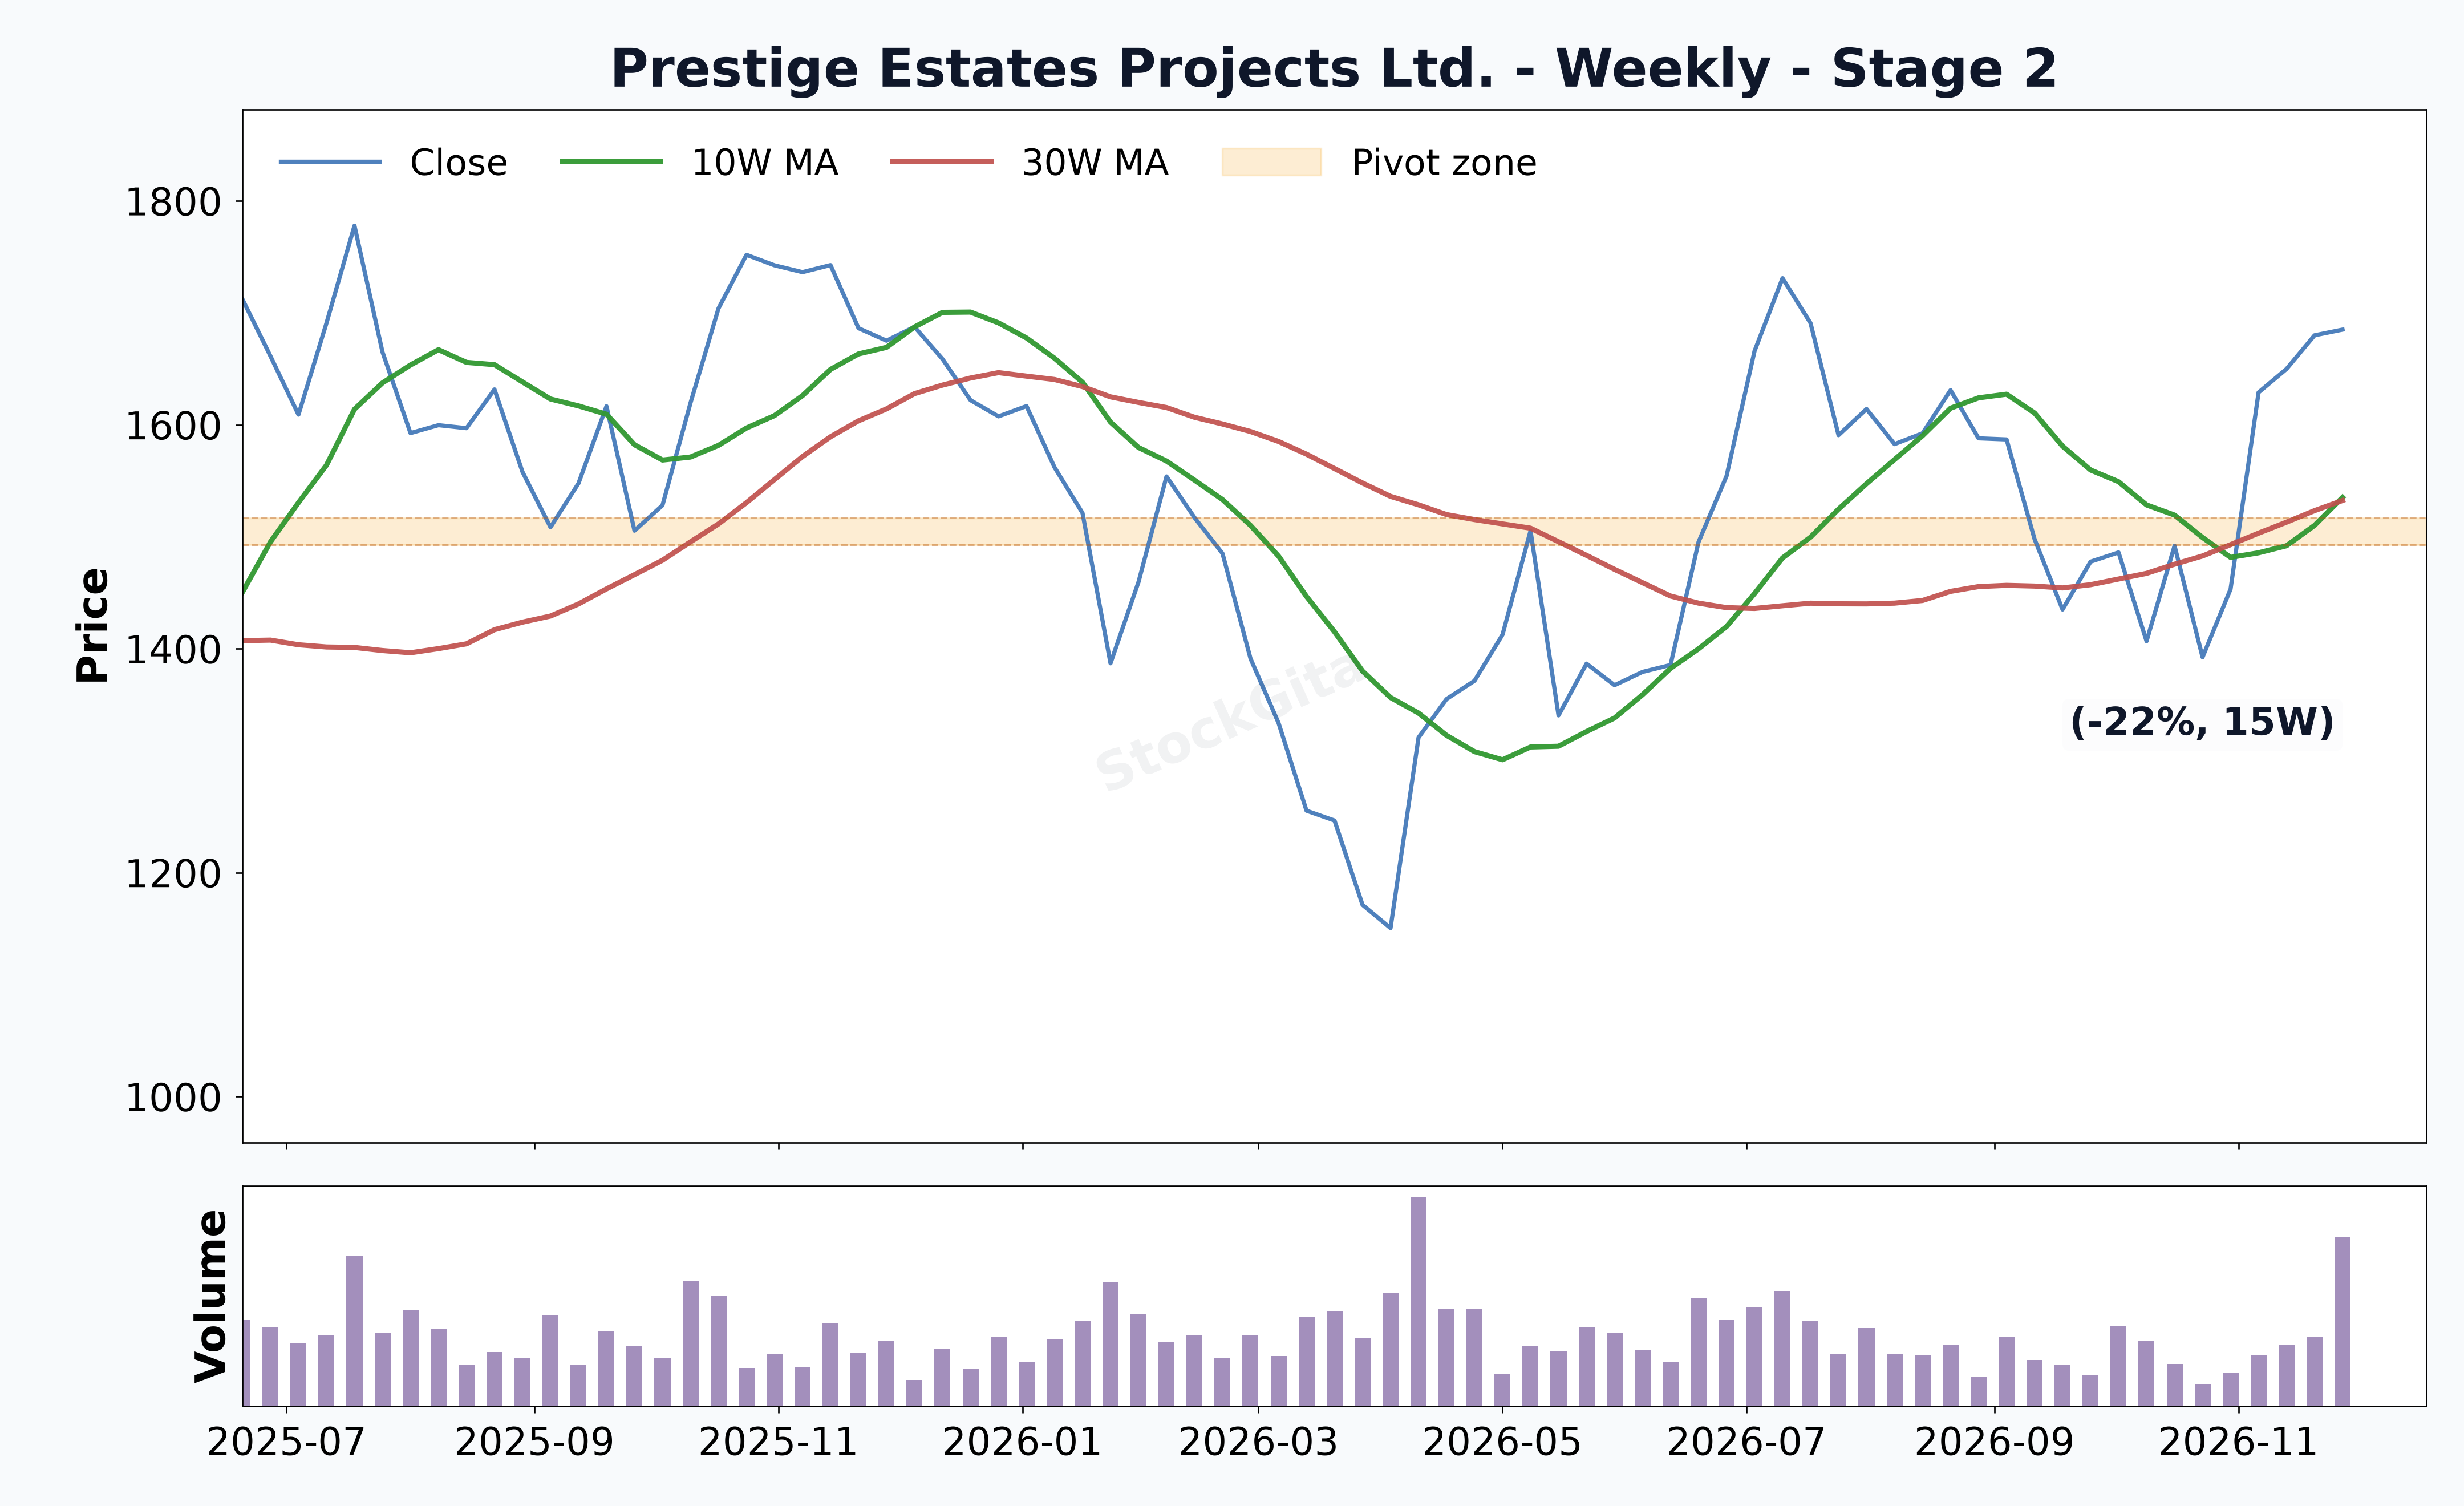 Prestige Estates Projects Ltd. - Weekly - Stage 2
Close 10W MA 30W MA Pivot zone
1800
1600
1400
1200
1000
Price
StockGita
(-22%, 15W)
Volume
2025-07 2025-09 2025-11 2026-01 2026-03 2026-05 2026-07 2026-09 2026-11